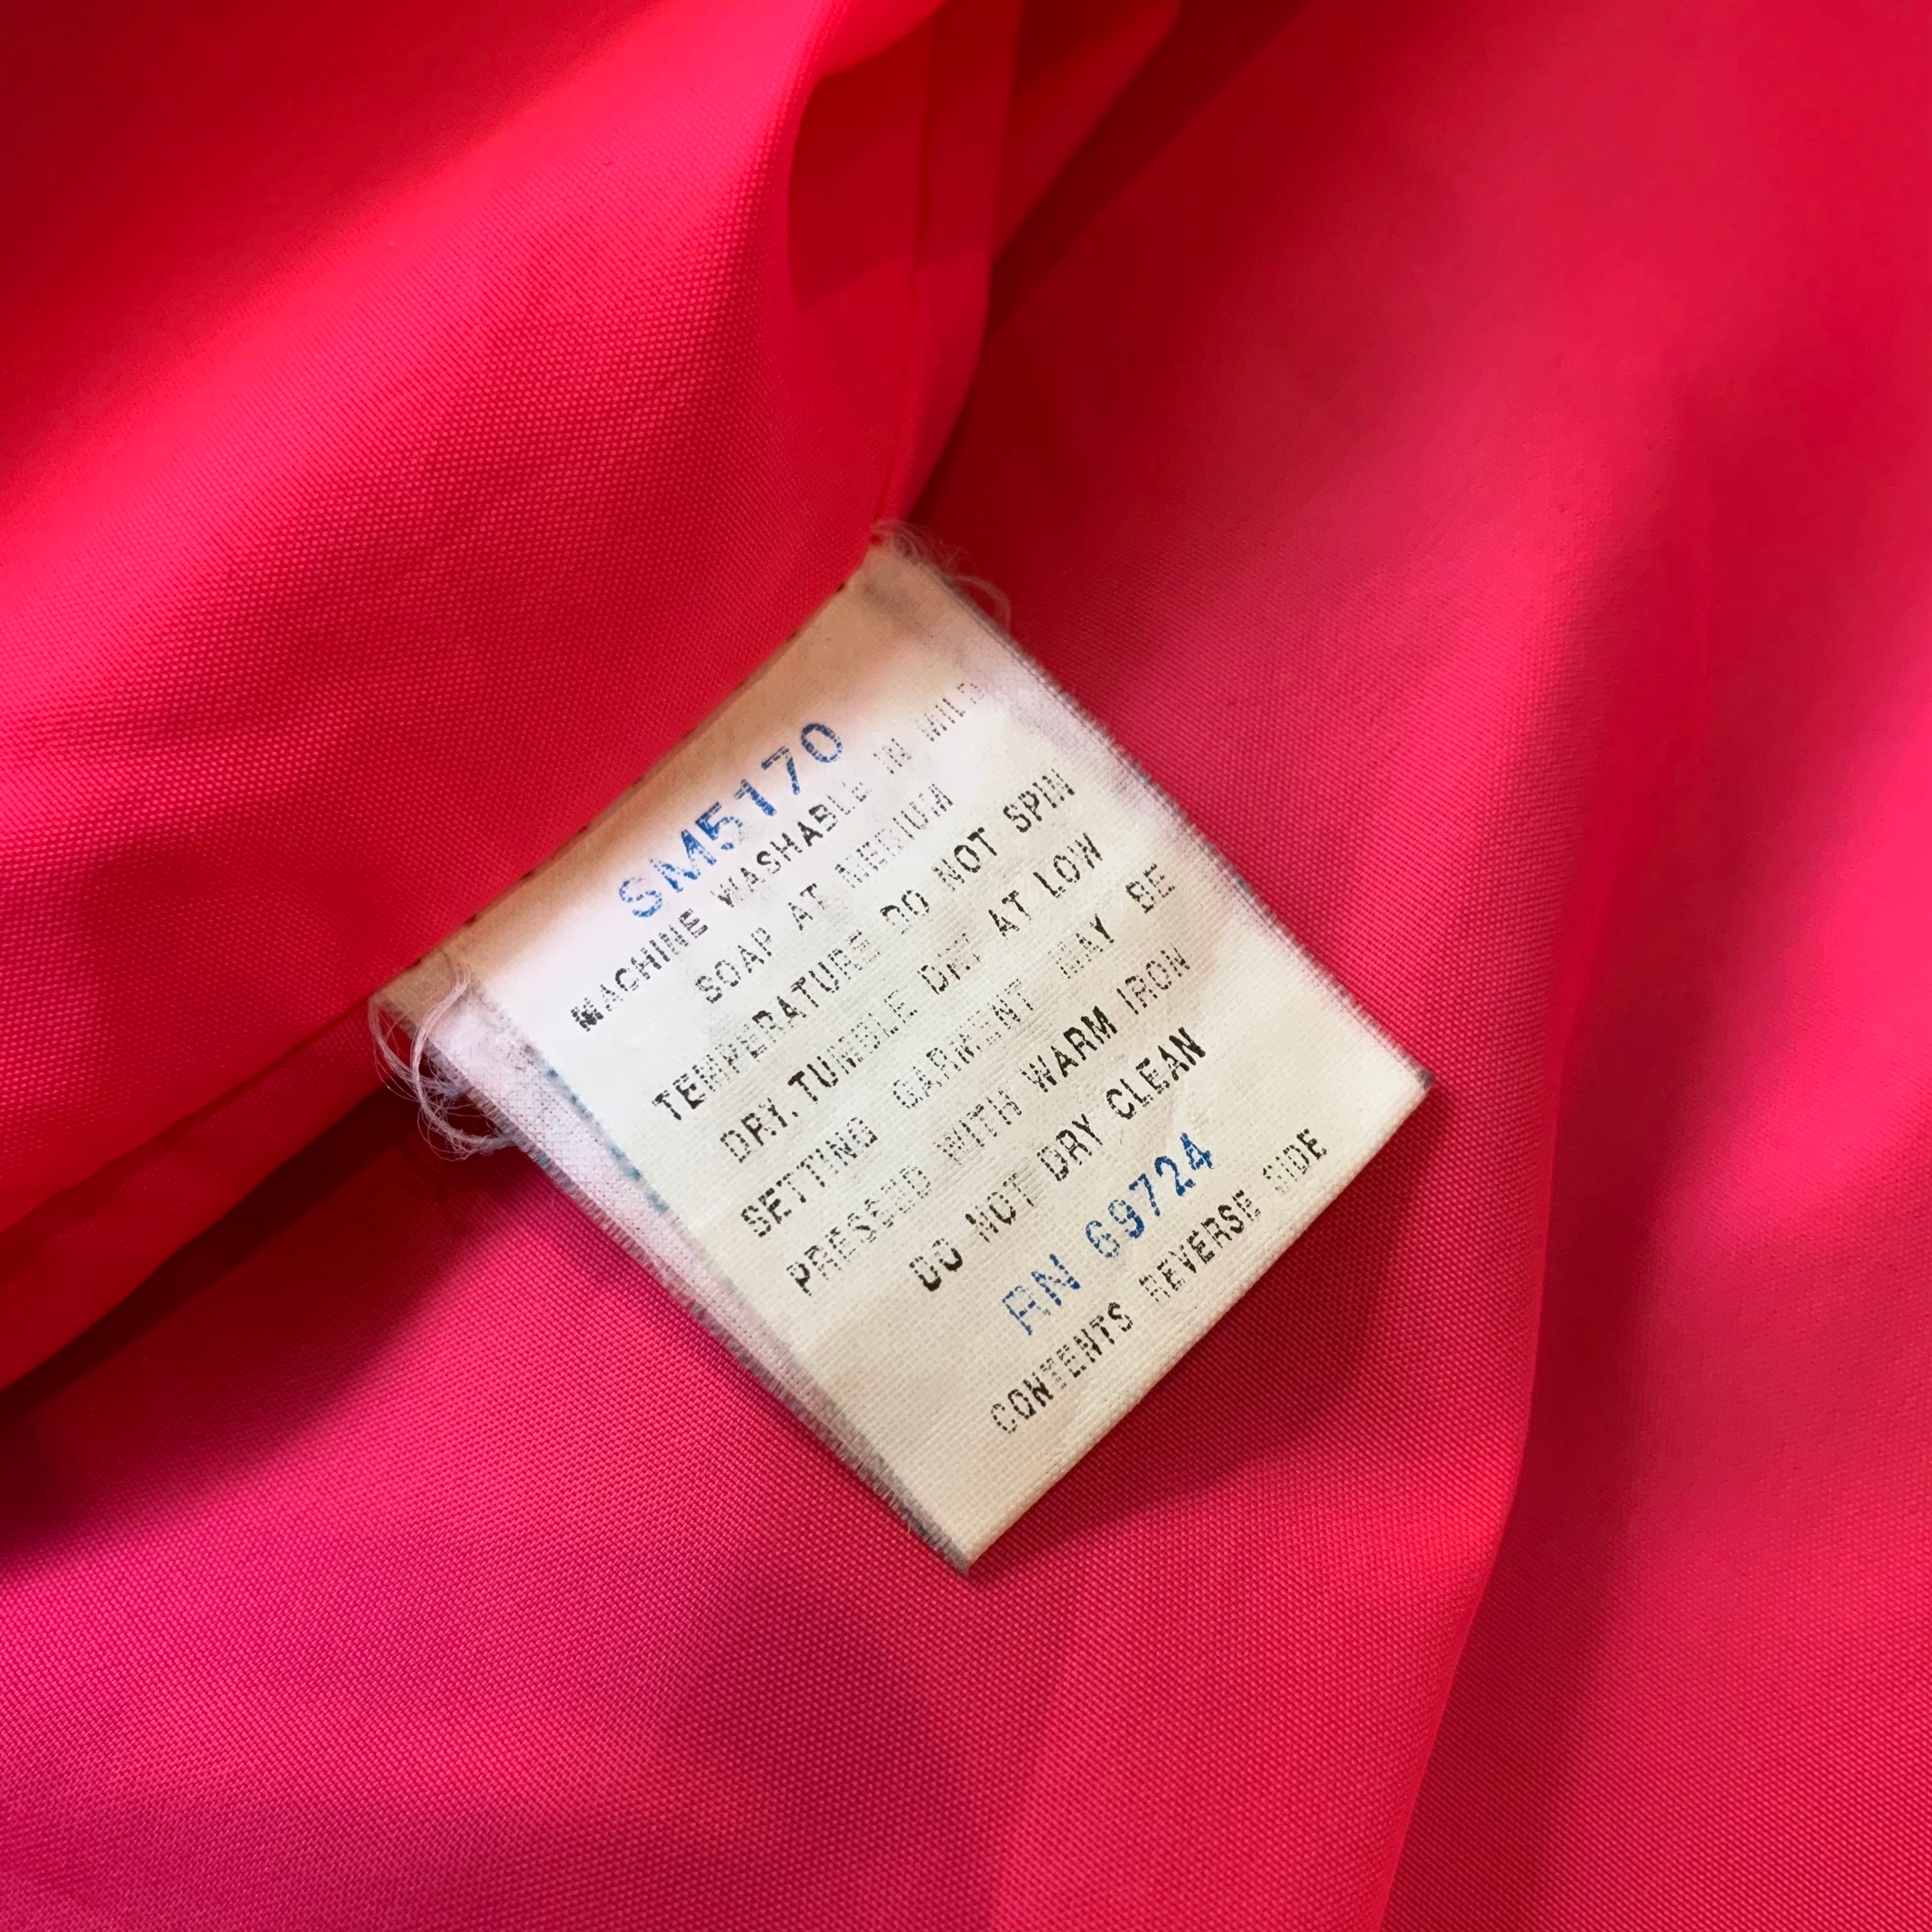 SM5170
MACHINE WASHABLE IN MILD
SOAP AT MEDIUM
TEMPERATURE DO NOT SPIN
DRY. TUMBLE DRY AT LOW
SETTING GARMENT MAY BE
PRESSED WITH WARM IRON
DO NOT DRY CLEAN
RN 69724
CONTENTS REVERSE SIDE